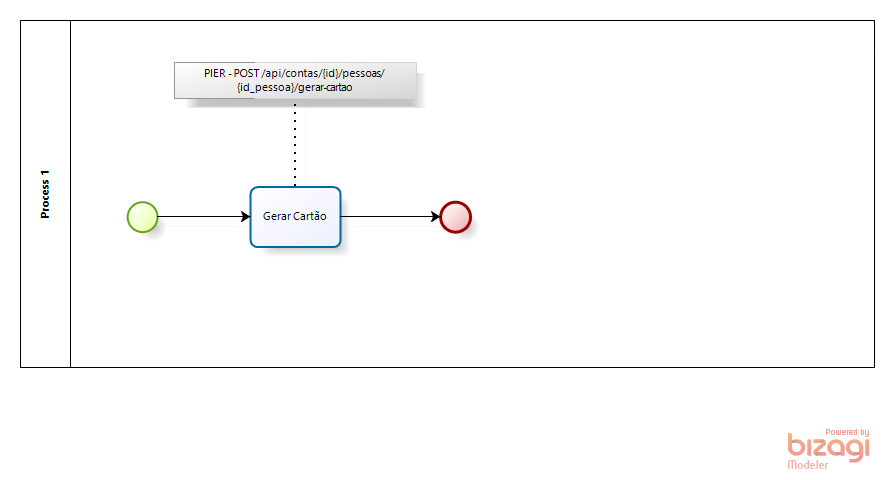 PIER - POST /api/contas/{id}/pessoas/
{id_pessoa}/gerar-cartao
Process 1
Gerar Cartão
Powered by
bizagi
Modeler